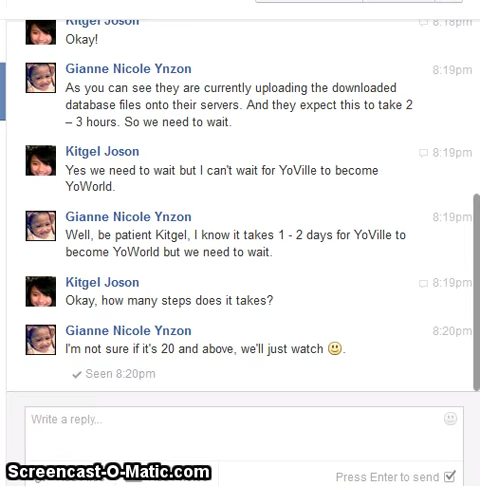 Kitgel Joson 8:18pm
Okay!
Gianne Nicole Ynzon 8:19pm
As you can see they are currently uploading the downloaded
database files onto their servers. And they expect this to take 2
– 3 hours. So we need to wait.
Kitgel Joson 8:19pm
Yes we need to wait but I can't wait for YoVille to become
YoWorld.
Gianne Nicole Ynzon 8:19pm
Well, be patient Kitgel, I know it takes 1 - 2 days for YoVille to
become YoWorld but we need to wait.
Kitgel Joson 8:19pm
Okay, how many steps does it takes?
Gianne Nicole Ynzon 8:20pm
I'm not sure if it's 20 and above, we'll just watch 🙂.
✓ Seen 8:20pm
Write a reply...
Screencast-O-Matic.com
Press Enter to send